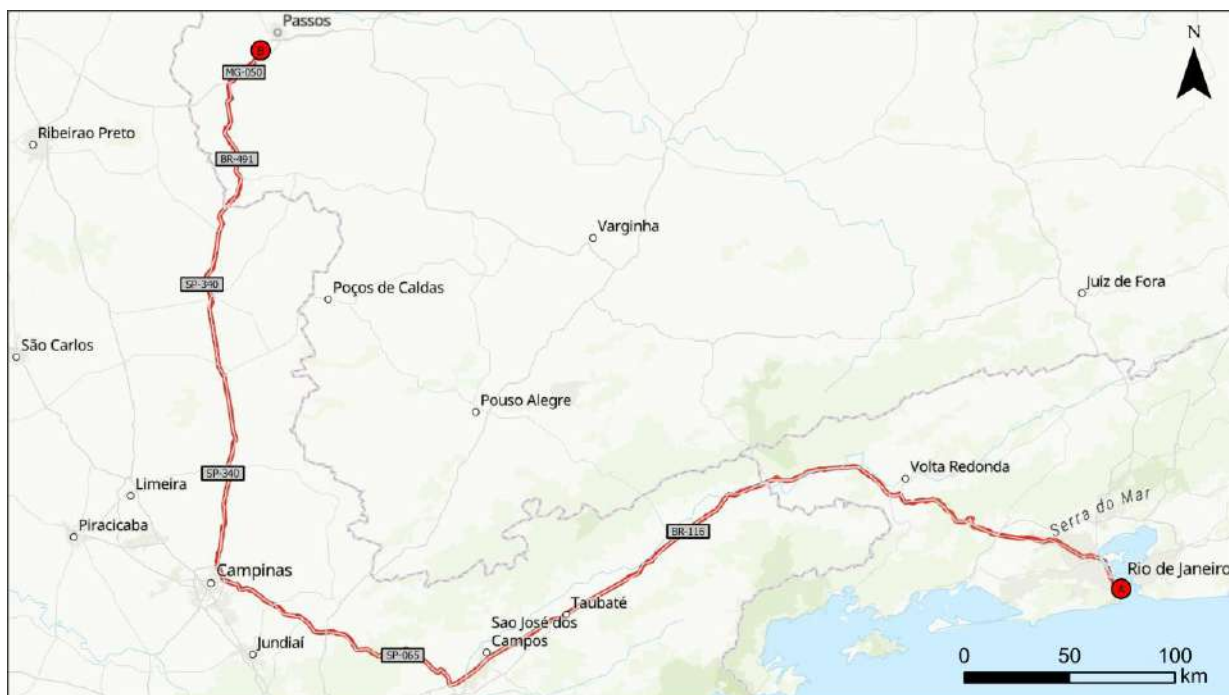 Passos
N
B
MG-050
Ribeirao Preto
BR-491
Varginha
SP-340
Poços de Caldas
Juiz de Fora
São Carlos
Pouso Alegre
SP-340
Volta Redonda
Limeira
Serra do Mar
Piracicaba
BR-116
Campinas
Rio de Janeiro
A
Taubaté
Sao José dos
Campos
Jundiaí
SP-065
0 50 100
km